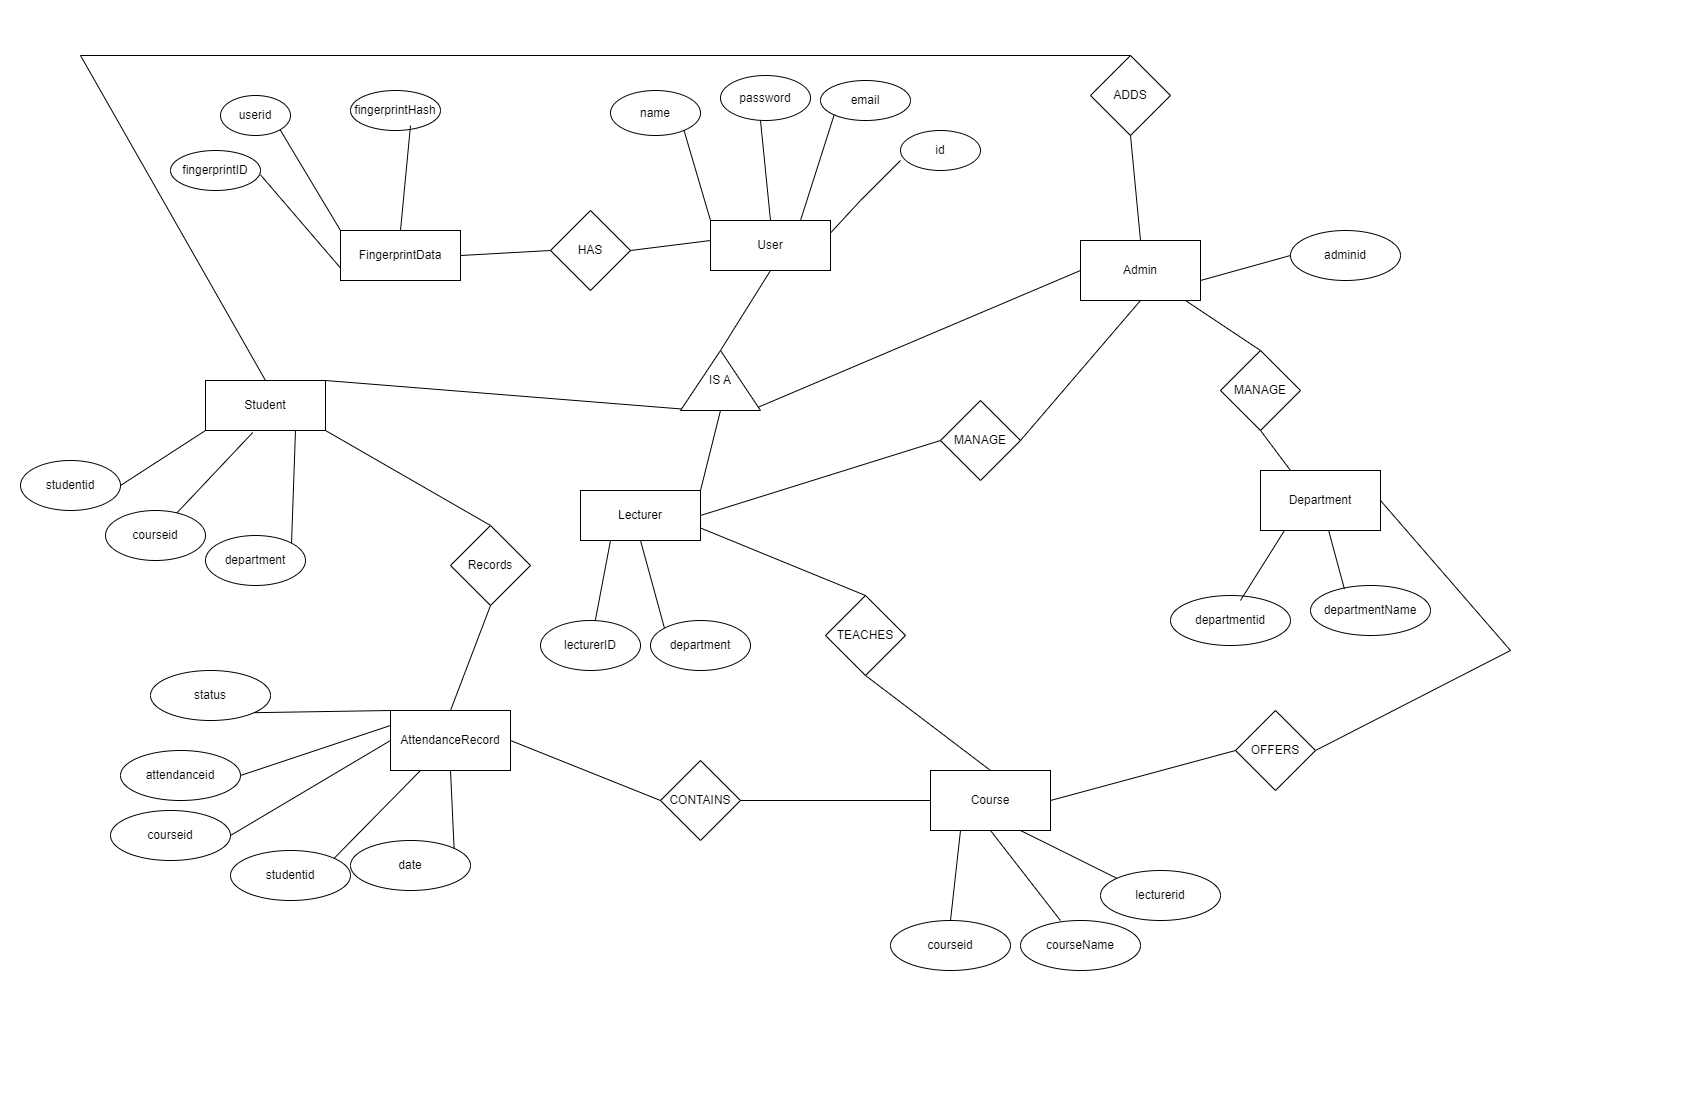 ADDS
userid
fingerprintHash
name
password
email
id
fingerprintID
FingerprintData
HAS
User
Admin
adminid
IS A
Student
MANAGE
MANAGE
studentid
courseid
department
Records
Lecturer
Department
lecturerID
department
TEACHES
departmentid
departmentName
status
attendanceid
courseid
studentid
date
AttendanceRecord
CONTAINS
Course
OFFERS
courseid
courseName
lecturerid